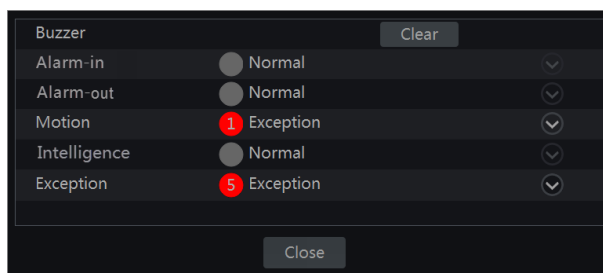 Buzzer Clear
Alarm-in Normal
Alarm-out Normal
Motion 1 Exception
Intelligence Normal
Exception 5 Exception
Close